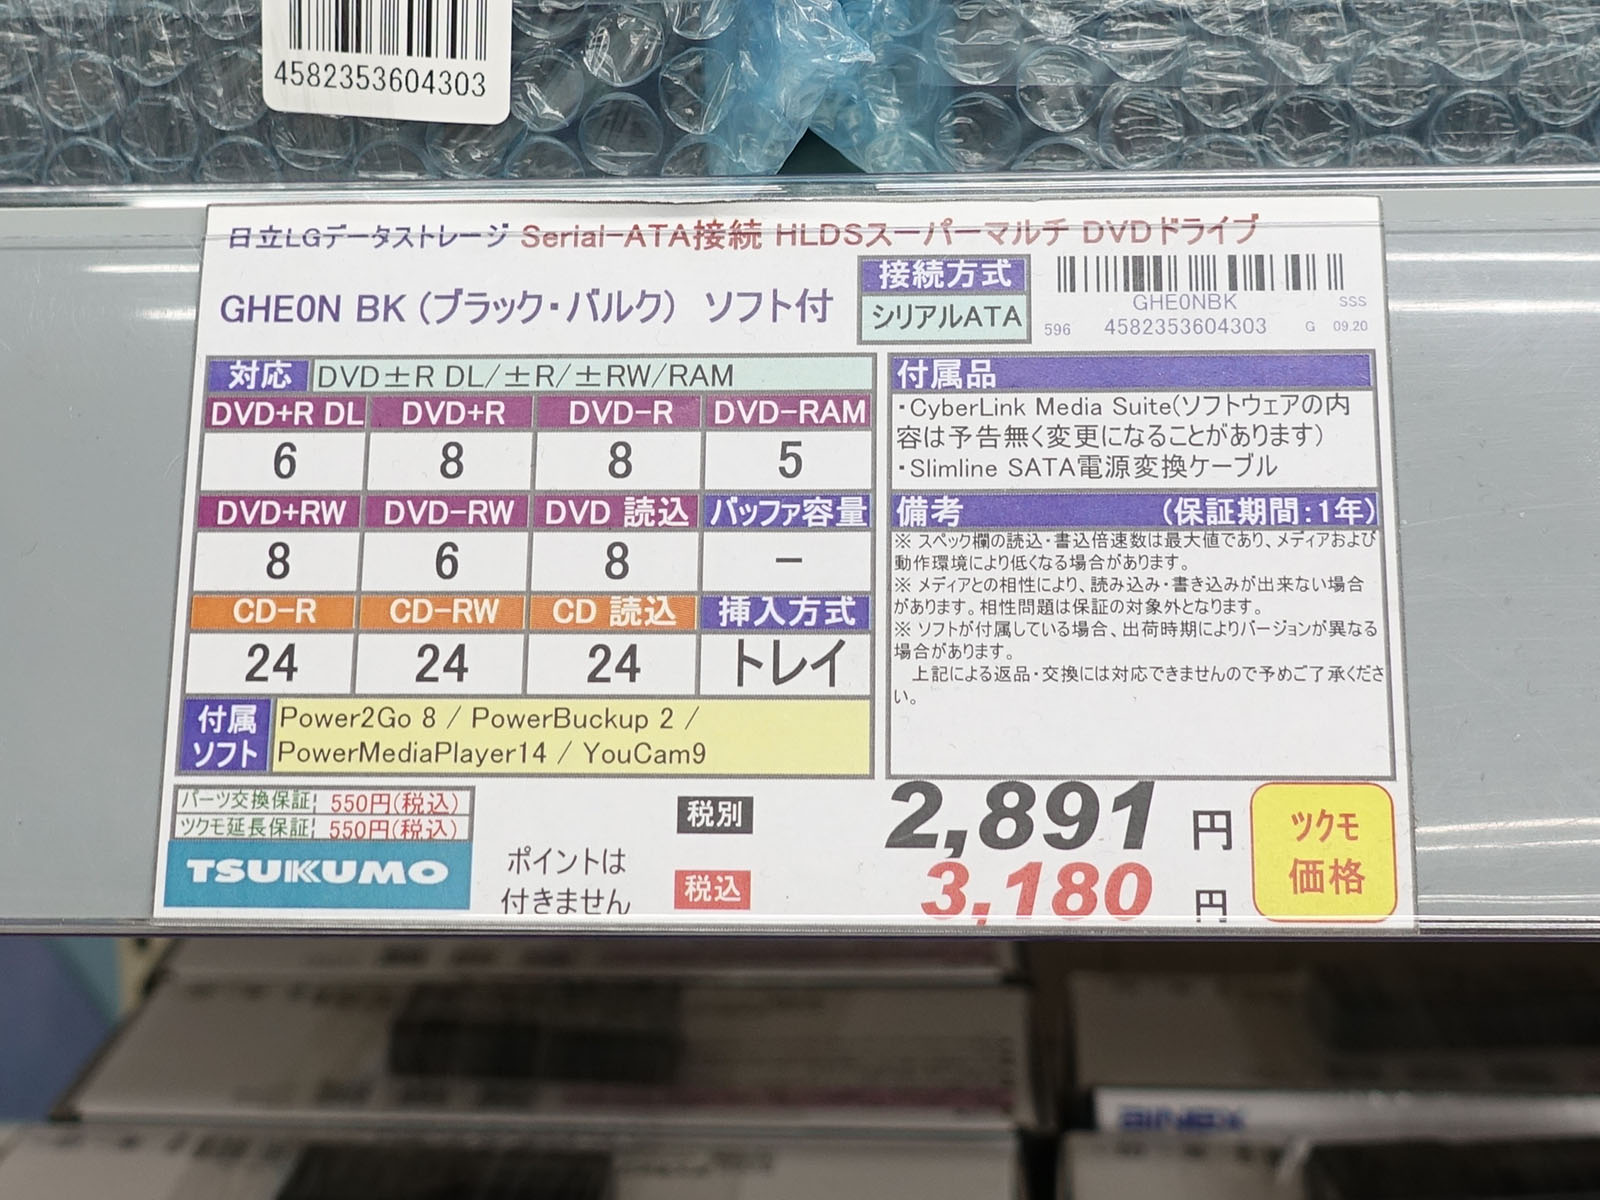 4582353604303
日立LGデータストレージ Serial-ATA接続 HLDSスーパーマルチ DVDドライブ
GHE0N BK (ブラック・バルク) ソフト付
接続方式
シリアルATA
GHE0NBK
SSS
596 4582353604303 G 09.20
対応 DVD±R DL/±R/±RW/RAM
DVD+R DL DVD+R DVD-R DVD-RAM
6 8 8 5
DVD+RW DVD-RW DVD 読込 バッファ容量
8 6 8 －
CD-R CD-RW CD 読込 挿入方式
24 24 24 トレイ
付属
ソフト
Power2Go 8 / PowerBuckup 2 /
PowerMediaPlayer14 / YouCam9
付属品
・CyberLink Media Suite(ソフトウェアの内
容は予告無く変更になることがあります)
・Slimline SATA電源変換ケーブル
備考 (保証期間：1年)
※ スペック欄の読込・書込倍速数は最大値であり、メディアおよび
動作環境により低くなる場合があります。
※ メディアとの相性により、読み込み・書き込みが出来ない場合
があります。相性問題は保証の対象外となります。
※ ソフトが付属している場合、出荷時期によりバージョンが異なる
場合があります。
上記による返品・交換には対応できませんので予めご了承くださ
い。
パーツ交換保証 550円(税込)
ツクモ延長保証 550円(税込)
TSUKUMO
ポイントは
付きません
税別 2,891 円
税込 3,180 円
ツクモ
価格